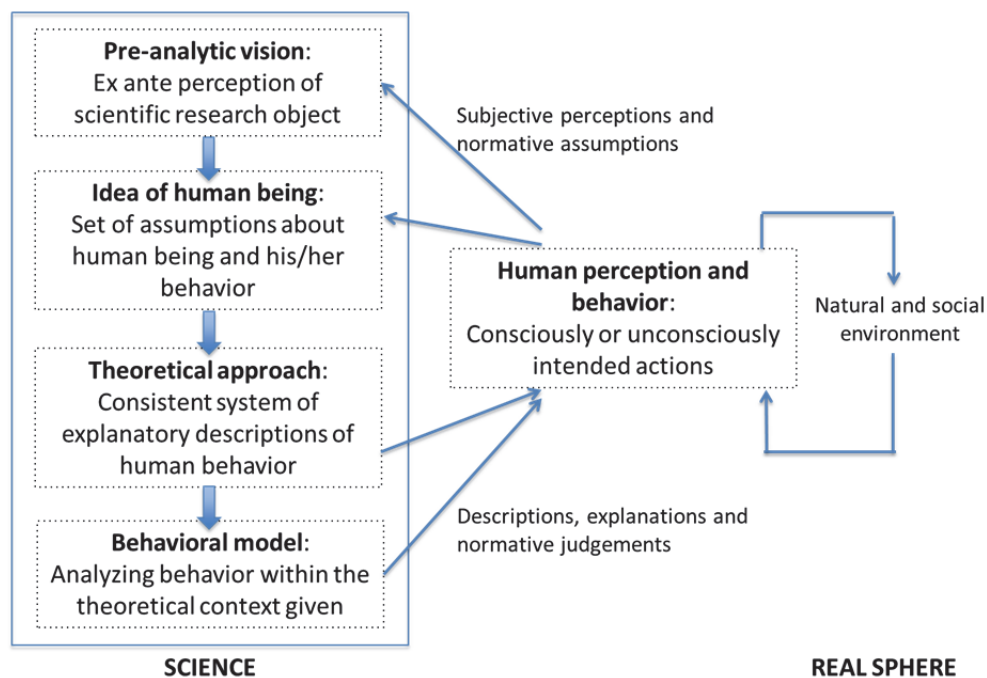 Pre-analytic vision:
Ex ante perception of
scientific research object
Idea of human being:
Set of assumptions about
human being and his/her
behavior
Theoretical approach:
Consistent system of
explanatory descriptions of
human behavior
Behavioral model:
Analyzing behavior within the
theoretical context given
SCIENCE
Subjective perceptions and
normative assumptions
Human perception and
behavior:
Consciously or unconsciously
intended actions
Descriptions, explanations and
normative judgements
Natural and social
environment
REAL SPHERE